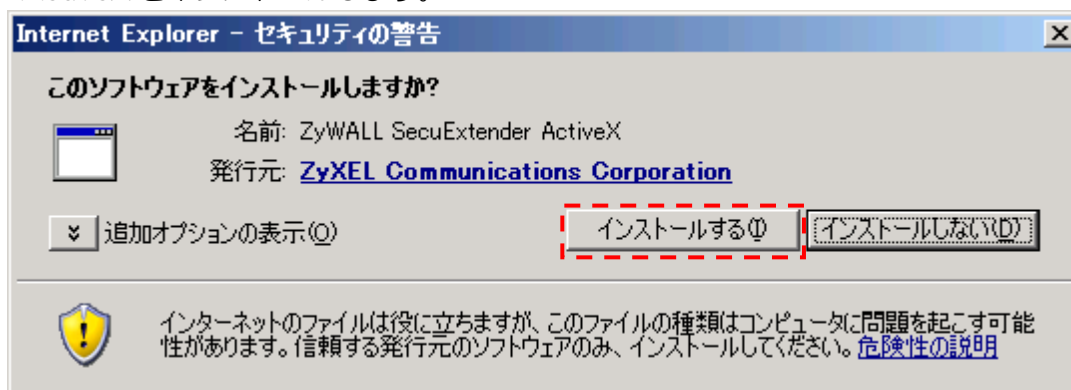 Internet Explorer - セキュリティの警告
このソフトウェアをインストールしますか?
名前: ZyWALL SecuExtender ActiveX
発行元: ZyXEL Communications Corporation
追加オプションの表示(O)
インストールする(I)
インストールしない(D)
インターネットのファイルは役に立ちますが、このファイルの種類はコンピュータに問題を起こす可能
性があります。信頼する発行元のソフトウェアのみ、インストールしてください。危険性の説明